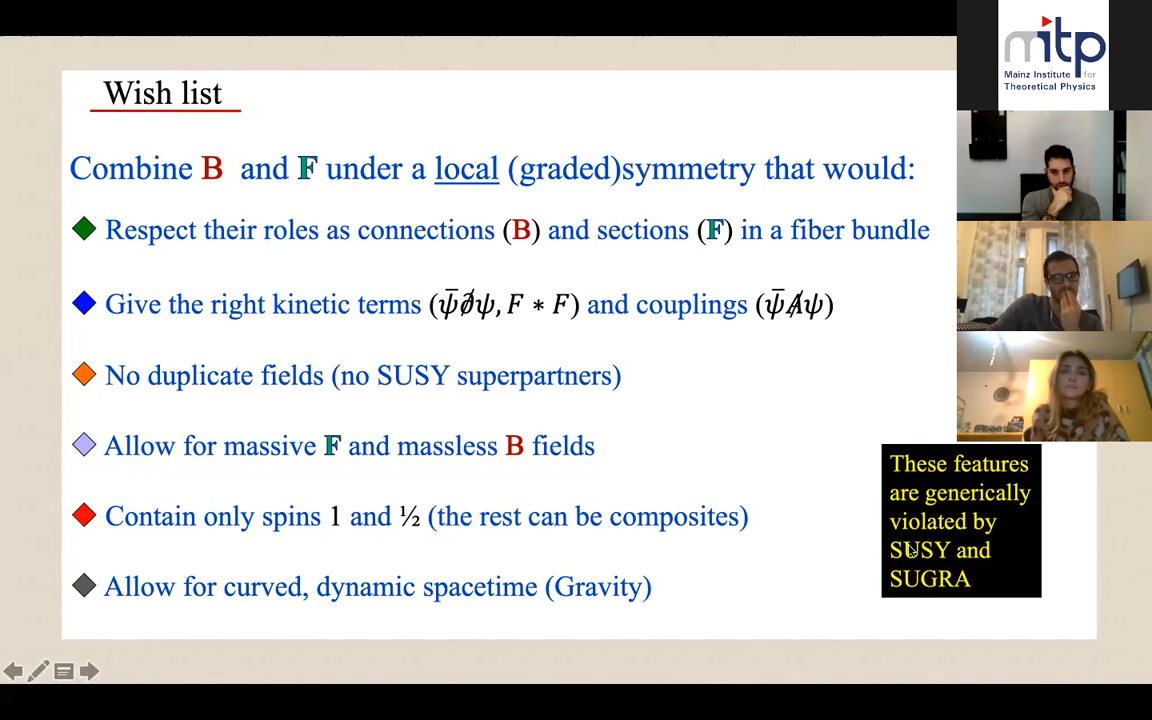 Wish list
Combine B and F under a local (graded)symmetry that would:
Respect their roles as connections (B) and sections (F) in a fiber bundle
Give the right kinetic terms (ψ̄∂̸ψ, F ∗ F) and couplings (ψ̄A̸ψ)
No duplicate fields (no SUSY superpartners)
Allow for massive F and massless B fields
Contain only spins 1 and ½ (the rest can be composites)
Allow for curved, dynamic spacetime (Gravity)
These features
are generically
violated by
SUSY and
SUGRA
mitp
Mainz Institute for
Theoretical Physics